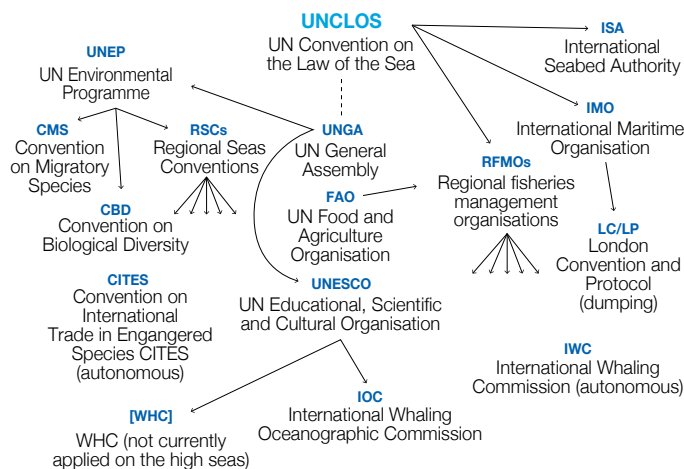 UNCLOS
UN Convention on
the Law of the Sea
ISA
International
Seabed Authority
UNEP
UN Environmental
Programme
IMO
International Maritime
Organisation
CMS
Convention
on Migratory
Species
RSCs
Regional Seas
Conventions
UNGA
UN General
Assembly
RFMOs
Regional fisheries
management
organisations
FAO
UN Food and
Agriculture
Organisation
CBD
Convention on
Biological Diversity
LC/LP
London
Convention and
Protocol
(dumping)
CITES
Convention on
International
Trade in Engangered
Species CITES
(autonomous)
UNESCO
UN Educational, Scientific
and Cultural Organisation
IWC
International Whaling
Commission (autonomous)
[WHC]
WHC (not currently
applied on the high seas)
IOC
International Whaling
Oceanographic Commission